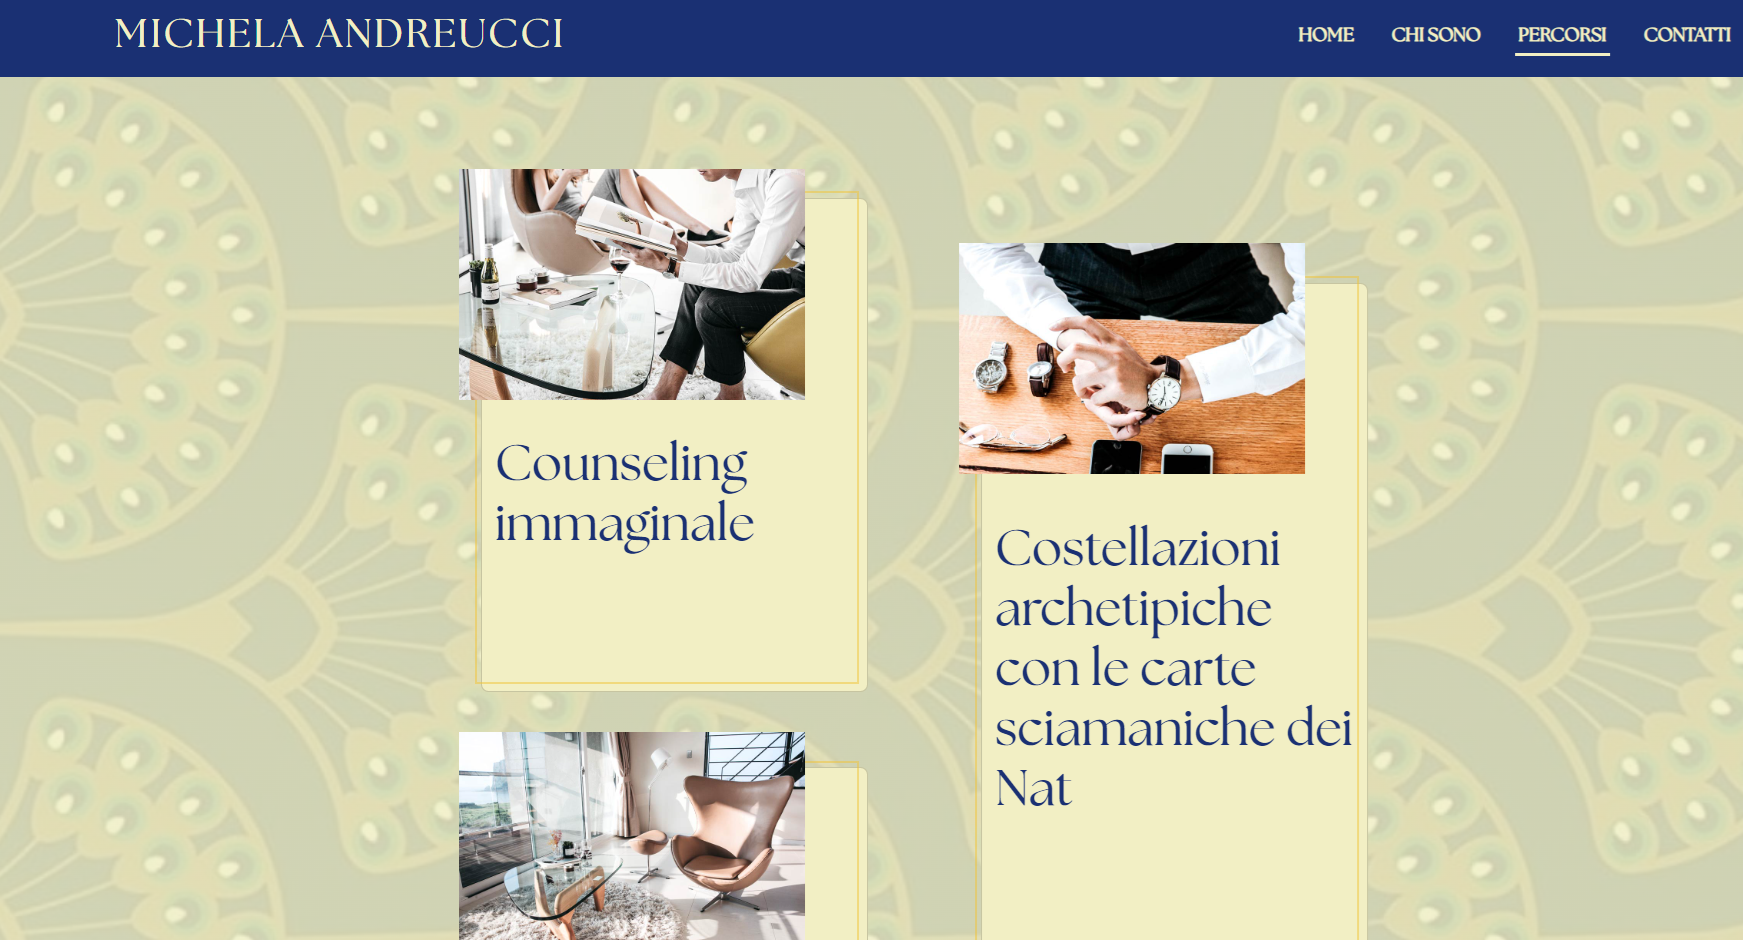 MICHELA ANDREUCCI
HOME CHI SONO PERCORSI CONTATTI
Counseling
immaginale
Costellazioni
archetipiche
con le carte
sciamaniche dei
Nat